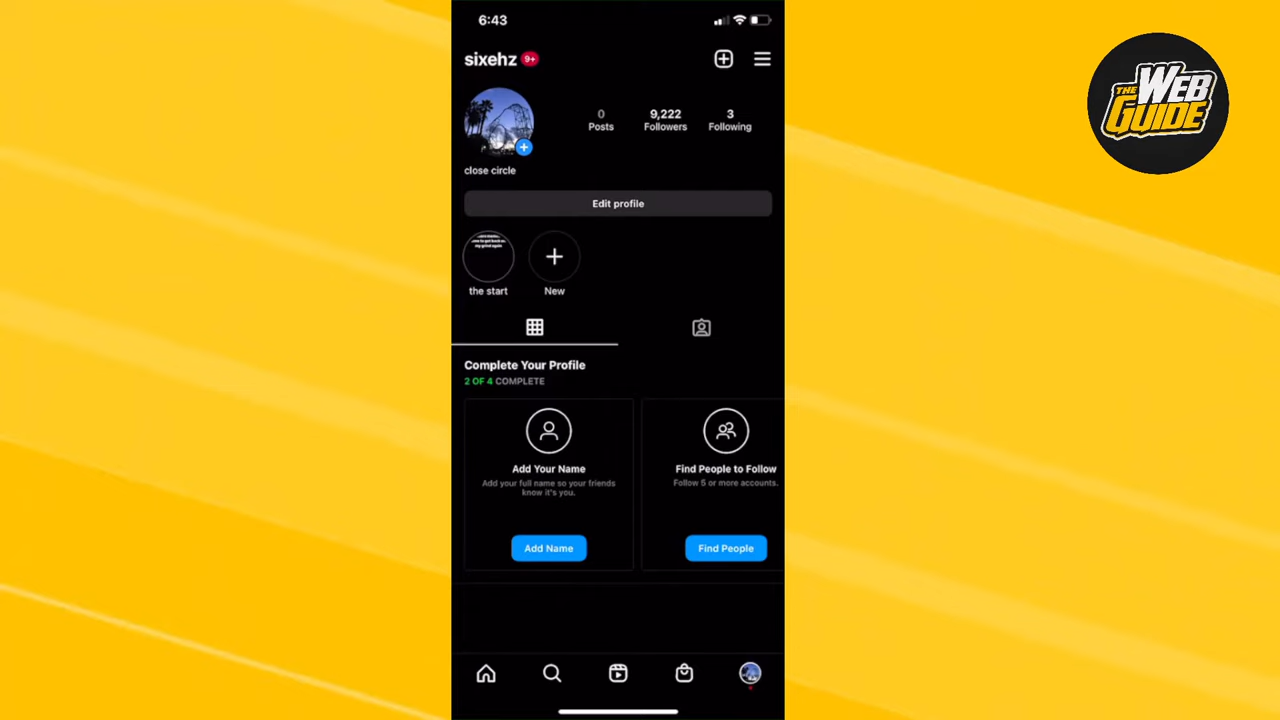 6:43
sixehz 9+
0
Posts
9,222
Followers
3
Following
close circle
Edit profile
the start
New
Complete Your Profile
2 OF 4 COMPLETE
Add Your Name
Add your full name so your friends
know it's you.
Add Name
Find People to Follow
Follow 5 or more accounts.
Find People
THE
WEB
GUIDE